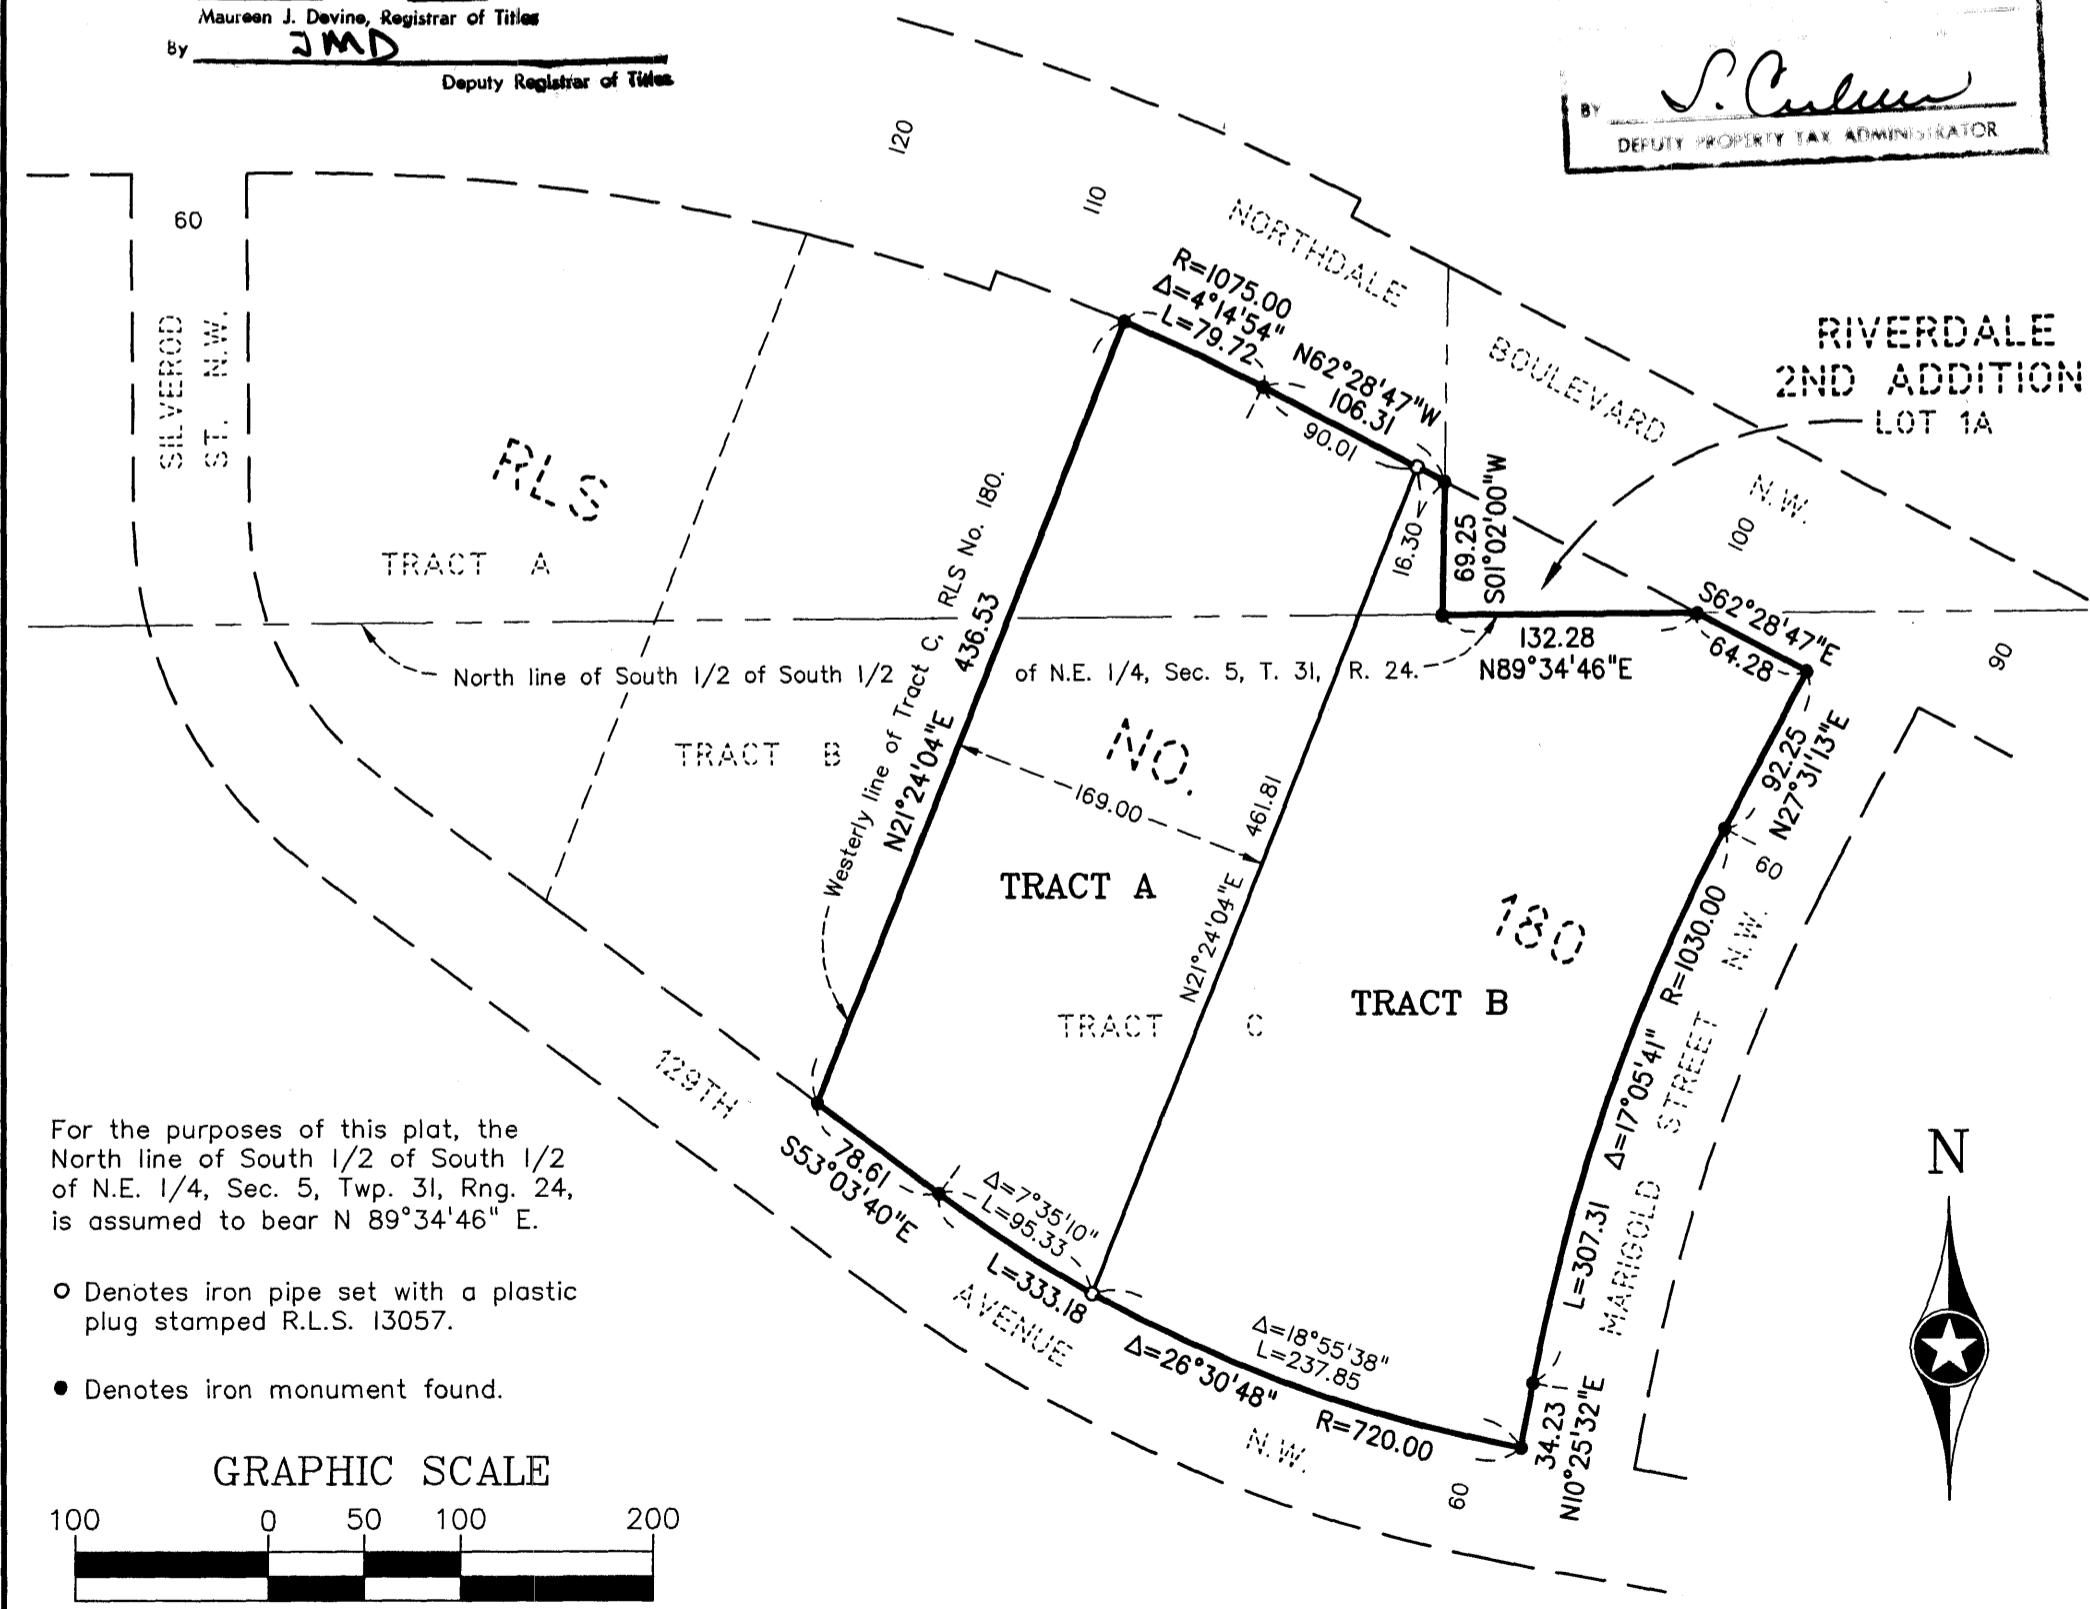 Maureen J. Devine, Registrar of Titles
By JMD
Deputy Registrar of Titles
BY
DEPUTY PROPERTY TAX ADMINISTRATOR
120
110
60
NORTHDALE
BOULEVARD
N.W.
100
90
R=1075.00
Δ=4°14'54"
L=79.72
N62°28'47"W
106.31
90.01
16.30
69.25
S01°02'00"W
RIVERDALE
2ND ADDITION
LOT 1A
SILVEROD
ST. N.W.
RLS
TRACT A
S62°28'47"E
64.28
132.28
N89°34'46"E
North line of South 1/2 of South 1/2 of N.E. 1/4, Sec. 5, T. 31, R. 24.
Westerly line of Tract C, RLS No. 180.
436.53
N21°24'04"E
TRACT B
NO.
169.00
461.81
N21°24'04"E
92.25
N27°31'13"E
60
TRACT A
180
TRACT B
TRACT C
R=1030.00
Δ=17°05'41"
L=307.31
MARIGOLD STREET N.W.
129TH
AVENUE
N.W.
60
78.61
S53°03'40"E
Δ=7°35'10"
L=95.33
L=333.18
Δ=26°30'48"
R=720.00
Δ=18°55'38"
L=237.85
34.23
N10°25'32"E
For the purposes of this plat, the
North line of South 1/2 of South 1/2
of N.E. 1/4, Sec. 5, Twp. 31, Rng. 24,
is assumed to bear N 89°34'46" E.
Denotes iron pipe set with a plastic
plug stamped R.L.S. 13057.
Denotes iron monument found.
GRAPHIC SCALE
100 0 50 100 200
N